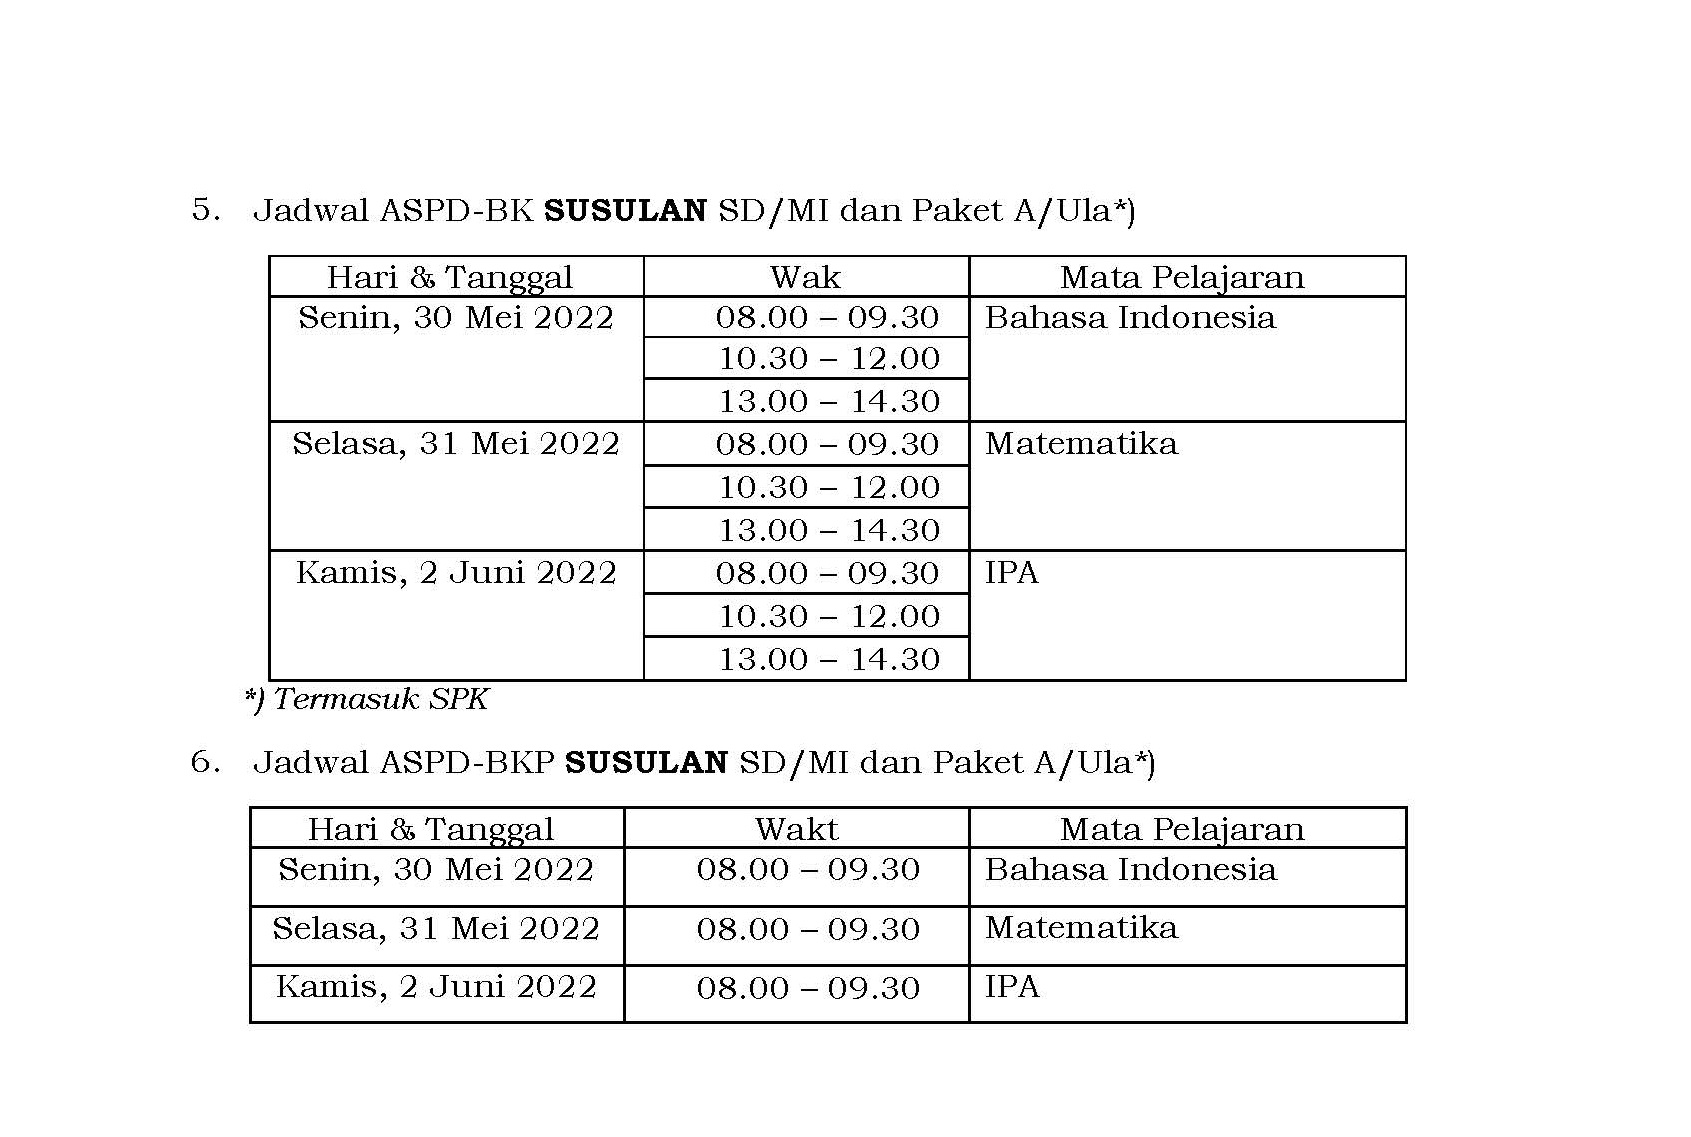 5. Jadwal ASPD-BK SUSULAN SD/MI dan Paket A/Ula*)
Hari & Tanggal Wak Mata Pelajaran
Senin, 30 Mei 2022 08.00 – 09.30 Bahasa Indonesia
10.30 – 12.00
13.00 – 14.30
Selasa, 31 Mei 2022 08.00 – 09.30 Matematika
10.30 – 12.00
13.00 – 14.30
Kamis, 2 Juni 2022 08.00 – 09.30 IPA
10.30 – 12.00
13.00 – 14.30
*) Termasuk SPK
6. Jadwal ASPD-BKP SUSULAN SD/MI dan Paket A/Ula*)
Hari & Tanggal Wakt Mata Pelajaran
Senin, 30 Mei 2022 08.00 – 09.30 Bahasa Indonesia
Selasa, 31 Mei 2022 08.00 – 09.30 Matematika
Kamis, 2 Juni 2022 08.00 – 09.30 IPA